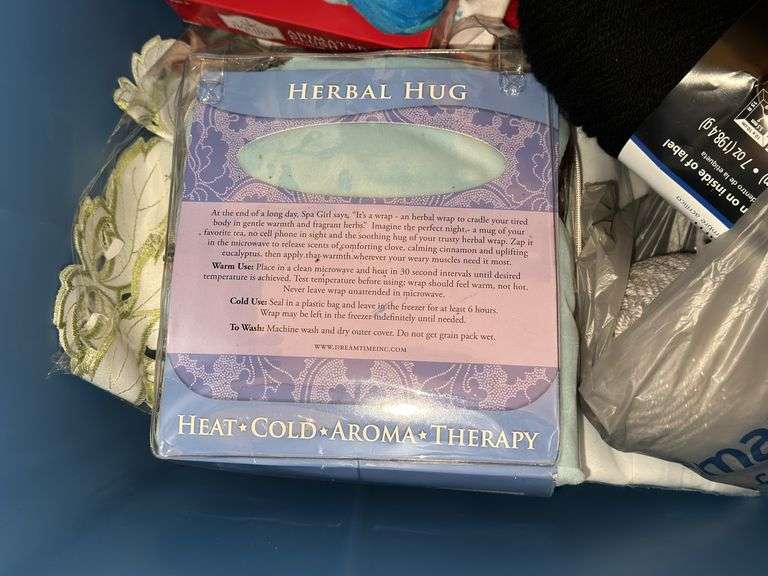 ANIMATED
HERBAL HUG
At the end of a long day, Spa Girl says, "It's a wrap - an herbal wrap to cradle your tired
body in gentle warmth and fragrant herbs." Imagine the perfect night - a mug of your
favorite tea, no cell phone in sight and the soothing hug of your trusty herbal wrap. Zap it
in the microwave to release scents of comforting clove, calming cinnamon and uplifting
eucalyptus, then apply that warmth wherever your weary muscles need it most.
Warm Use: Place in a clean microwave and heat in 30 second intervals until desired
temperature is achieved. Test temperature before using; wrap should feel warm, not hot.
Never leave wrap unattended in microwave.
Cold Use: Seal in a plastic bag and leave in the freezer for at least 6 hours.
Wrap may be left in the freezer indefinitely until needed.
To Wash: Machine wash and dry outer cover. Do not get grain pack wet.
WWW.DREAMTIMEINC.COM
HEAT★COLD★AROMA★THERAPY
7 oz (198.4 g)
n on inside of label
dentro de la etiqueta
ma